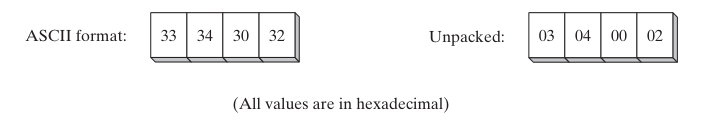 ASCII format: 33 34 30 32 Unpacked: 03 04 00 02
(All values are in hexadecimal)